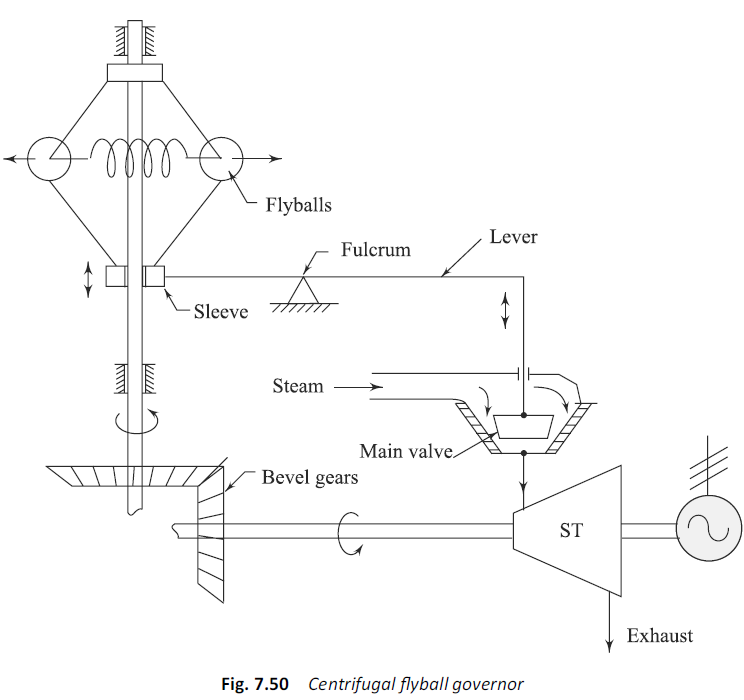 Flyballs
Lever
Fulcrum
Sleeve
Steam
Main valve
Bevel gears
ST
Exhaust
Fig. 7.50 Centrifugal flyball governor